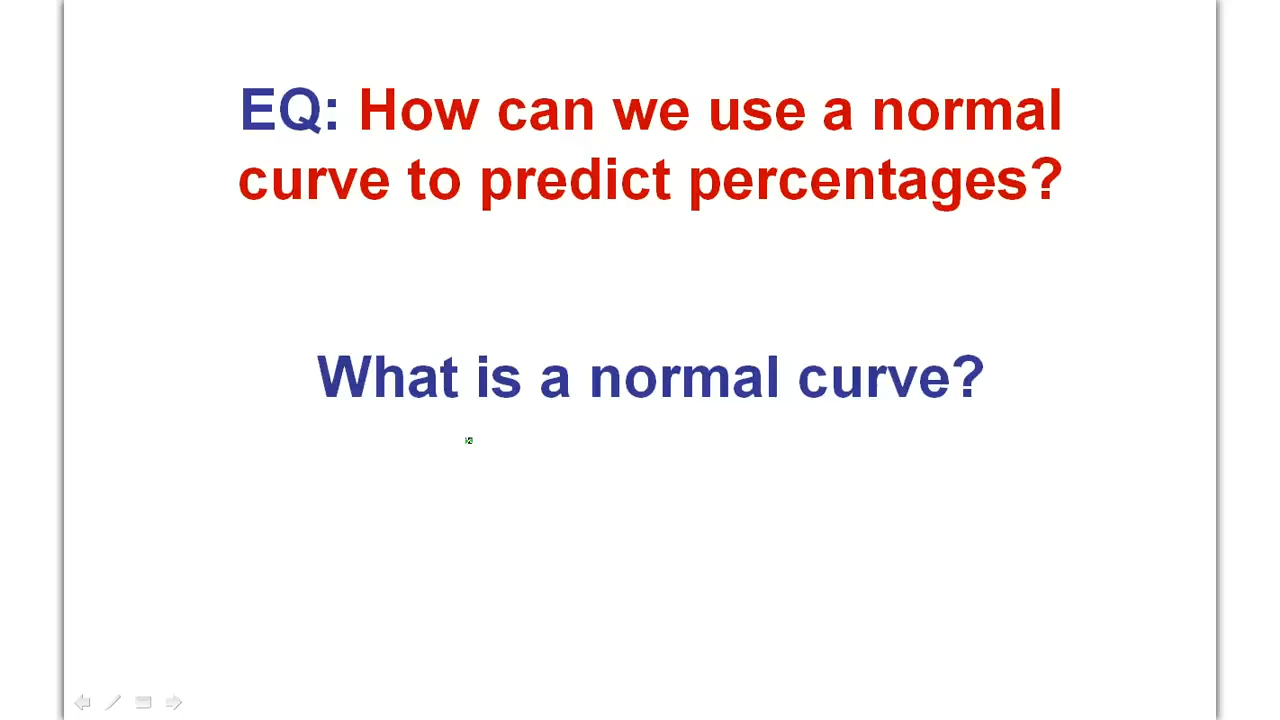 EQ: How can we use a normal
curve to predict percentages?
What is a normal curve?